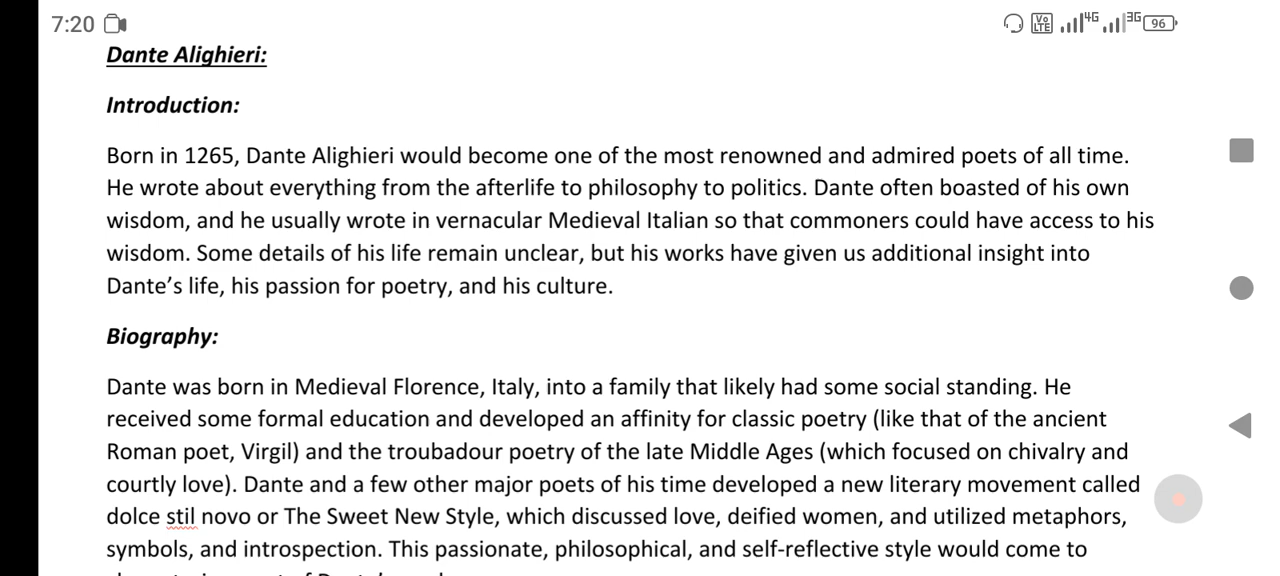 7:20
Vo LTE 4G 3G 96
Dante Alighieri:
Introduction:
Born in 1265, Dante Alighieri would become one of the most renowned and admired poets of all time.
He wrote about everything from the afterlife to philosophy to politics. Dante often boasted of his own
wisdom, and he usually wrote in vernacular Medieval Italian so that commoners could have access to his
wisdom. Some details of his life remain unclear, but his works have given us additional insight into
Dante’s life, his passion for poetry, and his culture.
Biography:
Dante was born in Medieval Florence, Italy, into a family that likely had some social standing. He
received some formal education and developed an affinity for classic poetry (like that of the ancient
Roman poet, Virgil) and the troubadour poetry of the late Middle Ages (which focused on chivalry and
courtly love). Dante and a few other major poets of his time developed a new literary movement called
dolce stil novo or The Sweet New Style, which discussed love, deified women, and utilized metaphors,
symbols, and introspection. This passionate, philosophical, and self-reflective style would come to